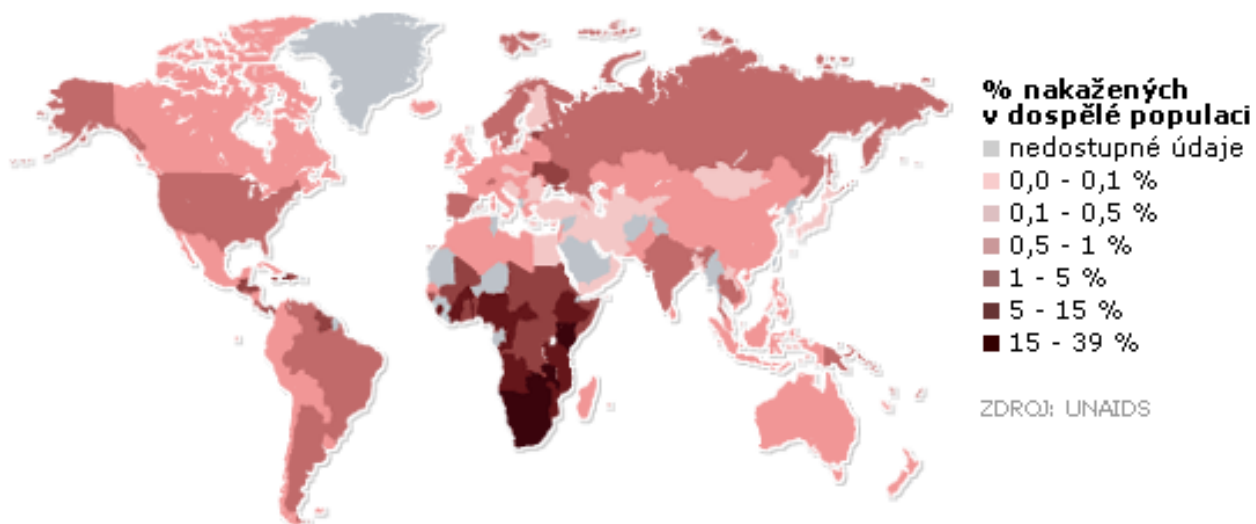 % nakažených
v dospělé populaci
nedostupné údaje
0,0 - 0,1 %
0,1 - 0,5 %
0,5 - 1 %
1 - 5 %
5 - 15 %
15 - 39 %
ZDROJ: UNAIDS